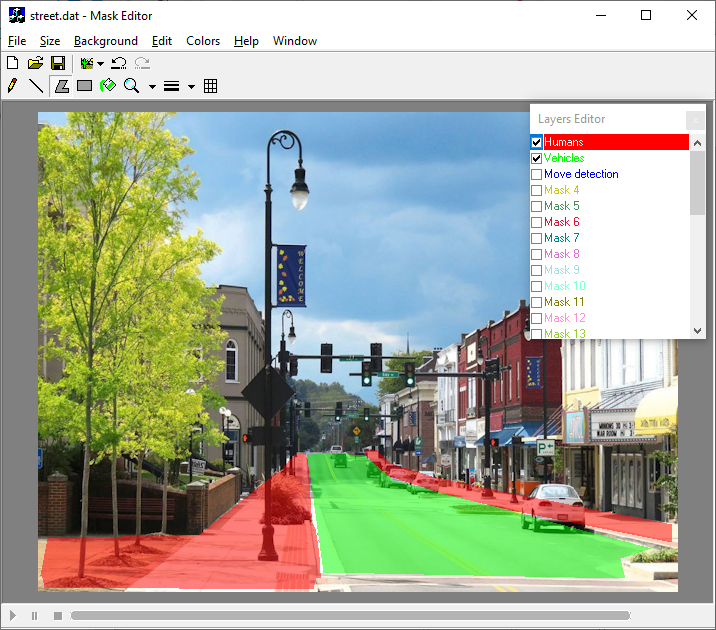 street.dat - Mask Editor
File Size Background Edit Colors Help Window
Layers Editor
Humans
Vehicles
Move detection
Mask 4
Mask 5
Mask 6
Mask 7
Mask 8
Mask 9
Mask 10
Mask 11
Mask 12
Mask 13
WELCOME
P